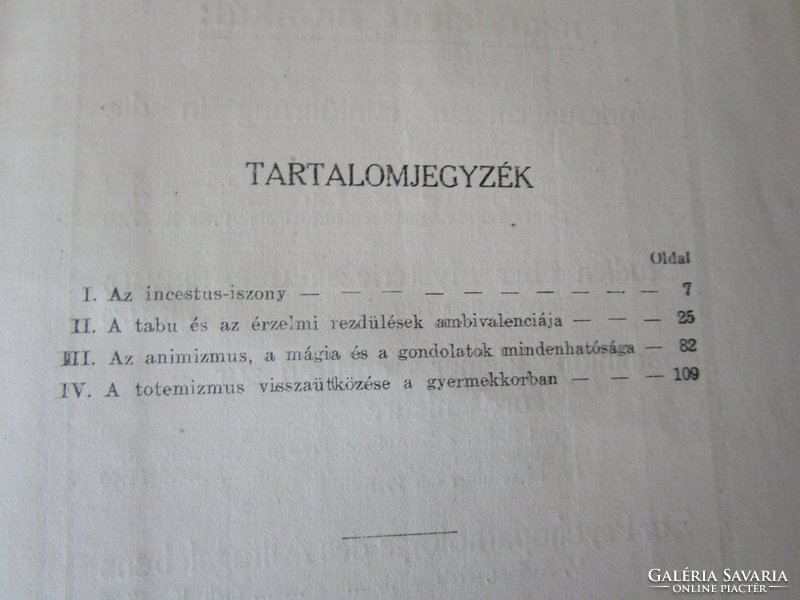 TARTALOMJEGYZÉK
Oldal
I. Az incestus-iszony — — — — — — — — — 7
II. A tabu és az érzelmi rezdülések ambivalenciája — — — 25
III. Az animizmus, a mágia és a gondolatok mindenhatósága — 82
IV. A totemizmus visszaütközése a gyermekkorban — — — 109
GALÉRIA SAVARIA
ONLINE PIACTÉR